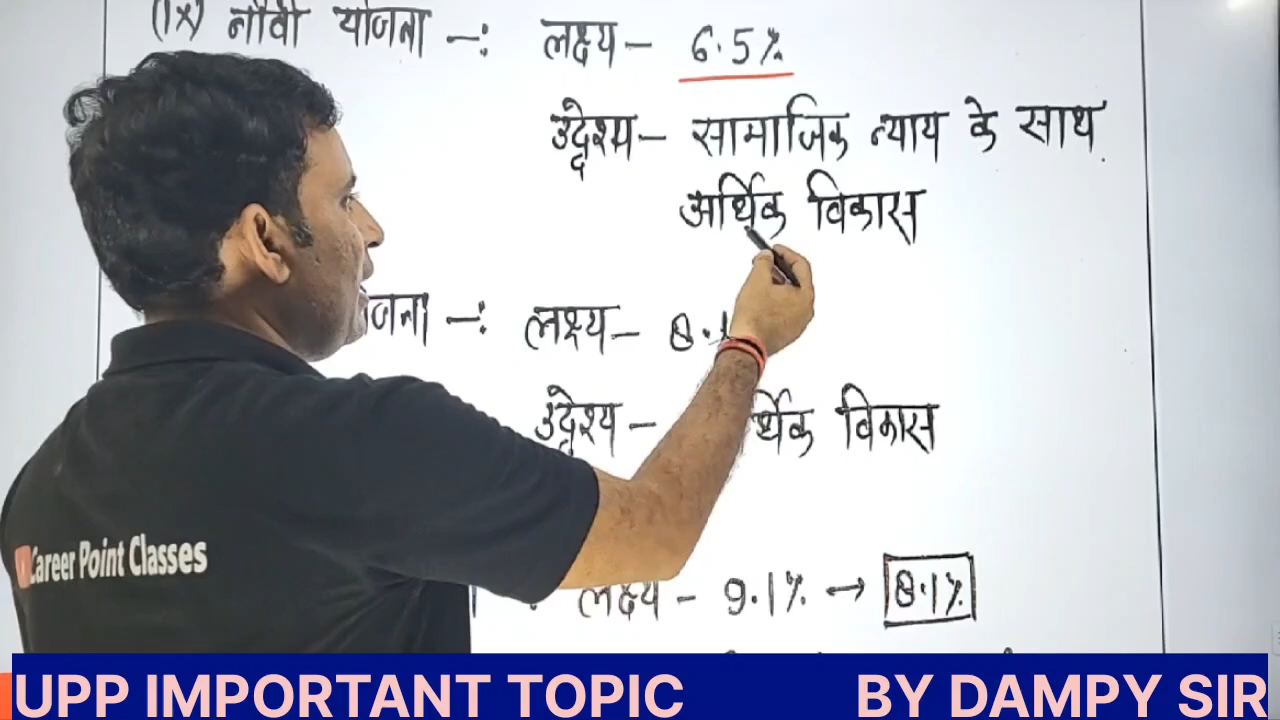 (ix) नौवी योजना -: लक्ष्य - 6.5%
उद्देश्य - सामाजिक न्याय के साथ
आर्थिक विकास
लक्ष्य - 8.
उद्देश्य - विकास
लक्ष्य - 9.1% → 8.1%
Career Point Classes
UPP IMPORTANT TOPIC BY DAMPY SIR